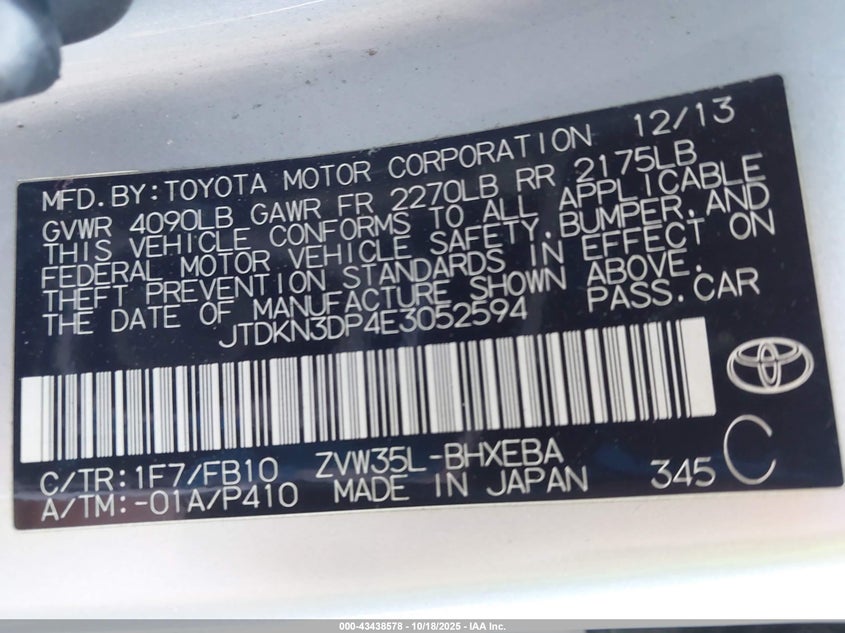 MFD.BY:TOYOTA MOTOR CORPORATION 12/13
GVWR 4090LB GAWR FR 2270LB RR 2175LB
THIS VEHICLE CONFORMS TO ALL APPLICABLE
FEDERAL MOTOR VEHICLE SAFETY,BUMPER,AND
THEFT PREVENTION STANDARDS IN EFFECT ON
THE DATE OF MANUFACTURE SHOWN ABOVE.
JTDKN3DP4E3052594 PASS.CAR
C/TR:1F7/FB10 ZVW35L-BHXEBA
A/TM:-01A/P410 MADE IN JAPAN 345 C
000-43438578 - 10/18/2025 - IAA Inc.